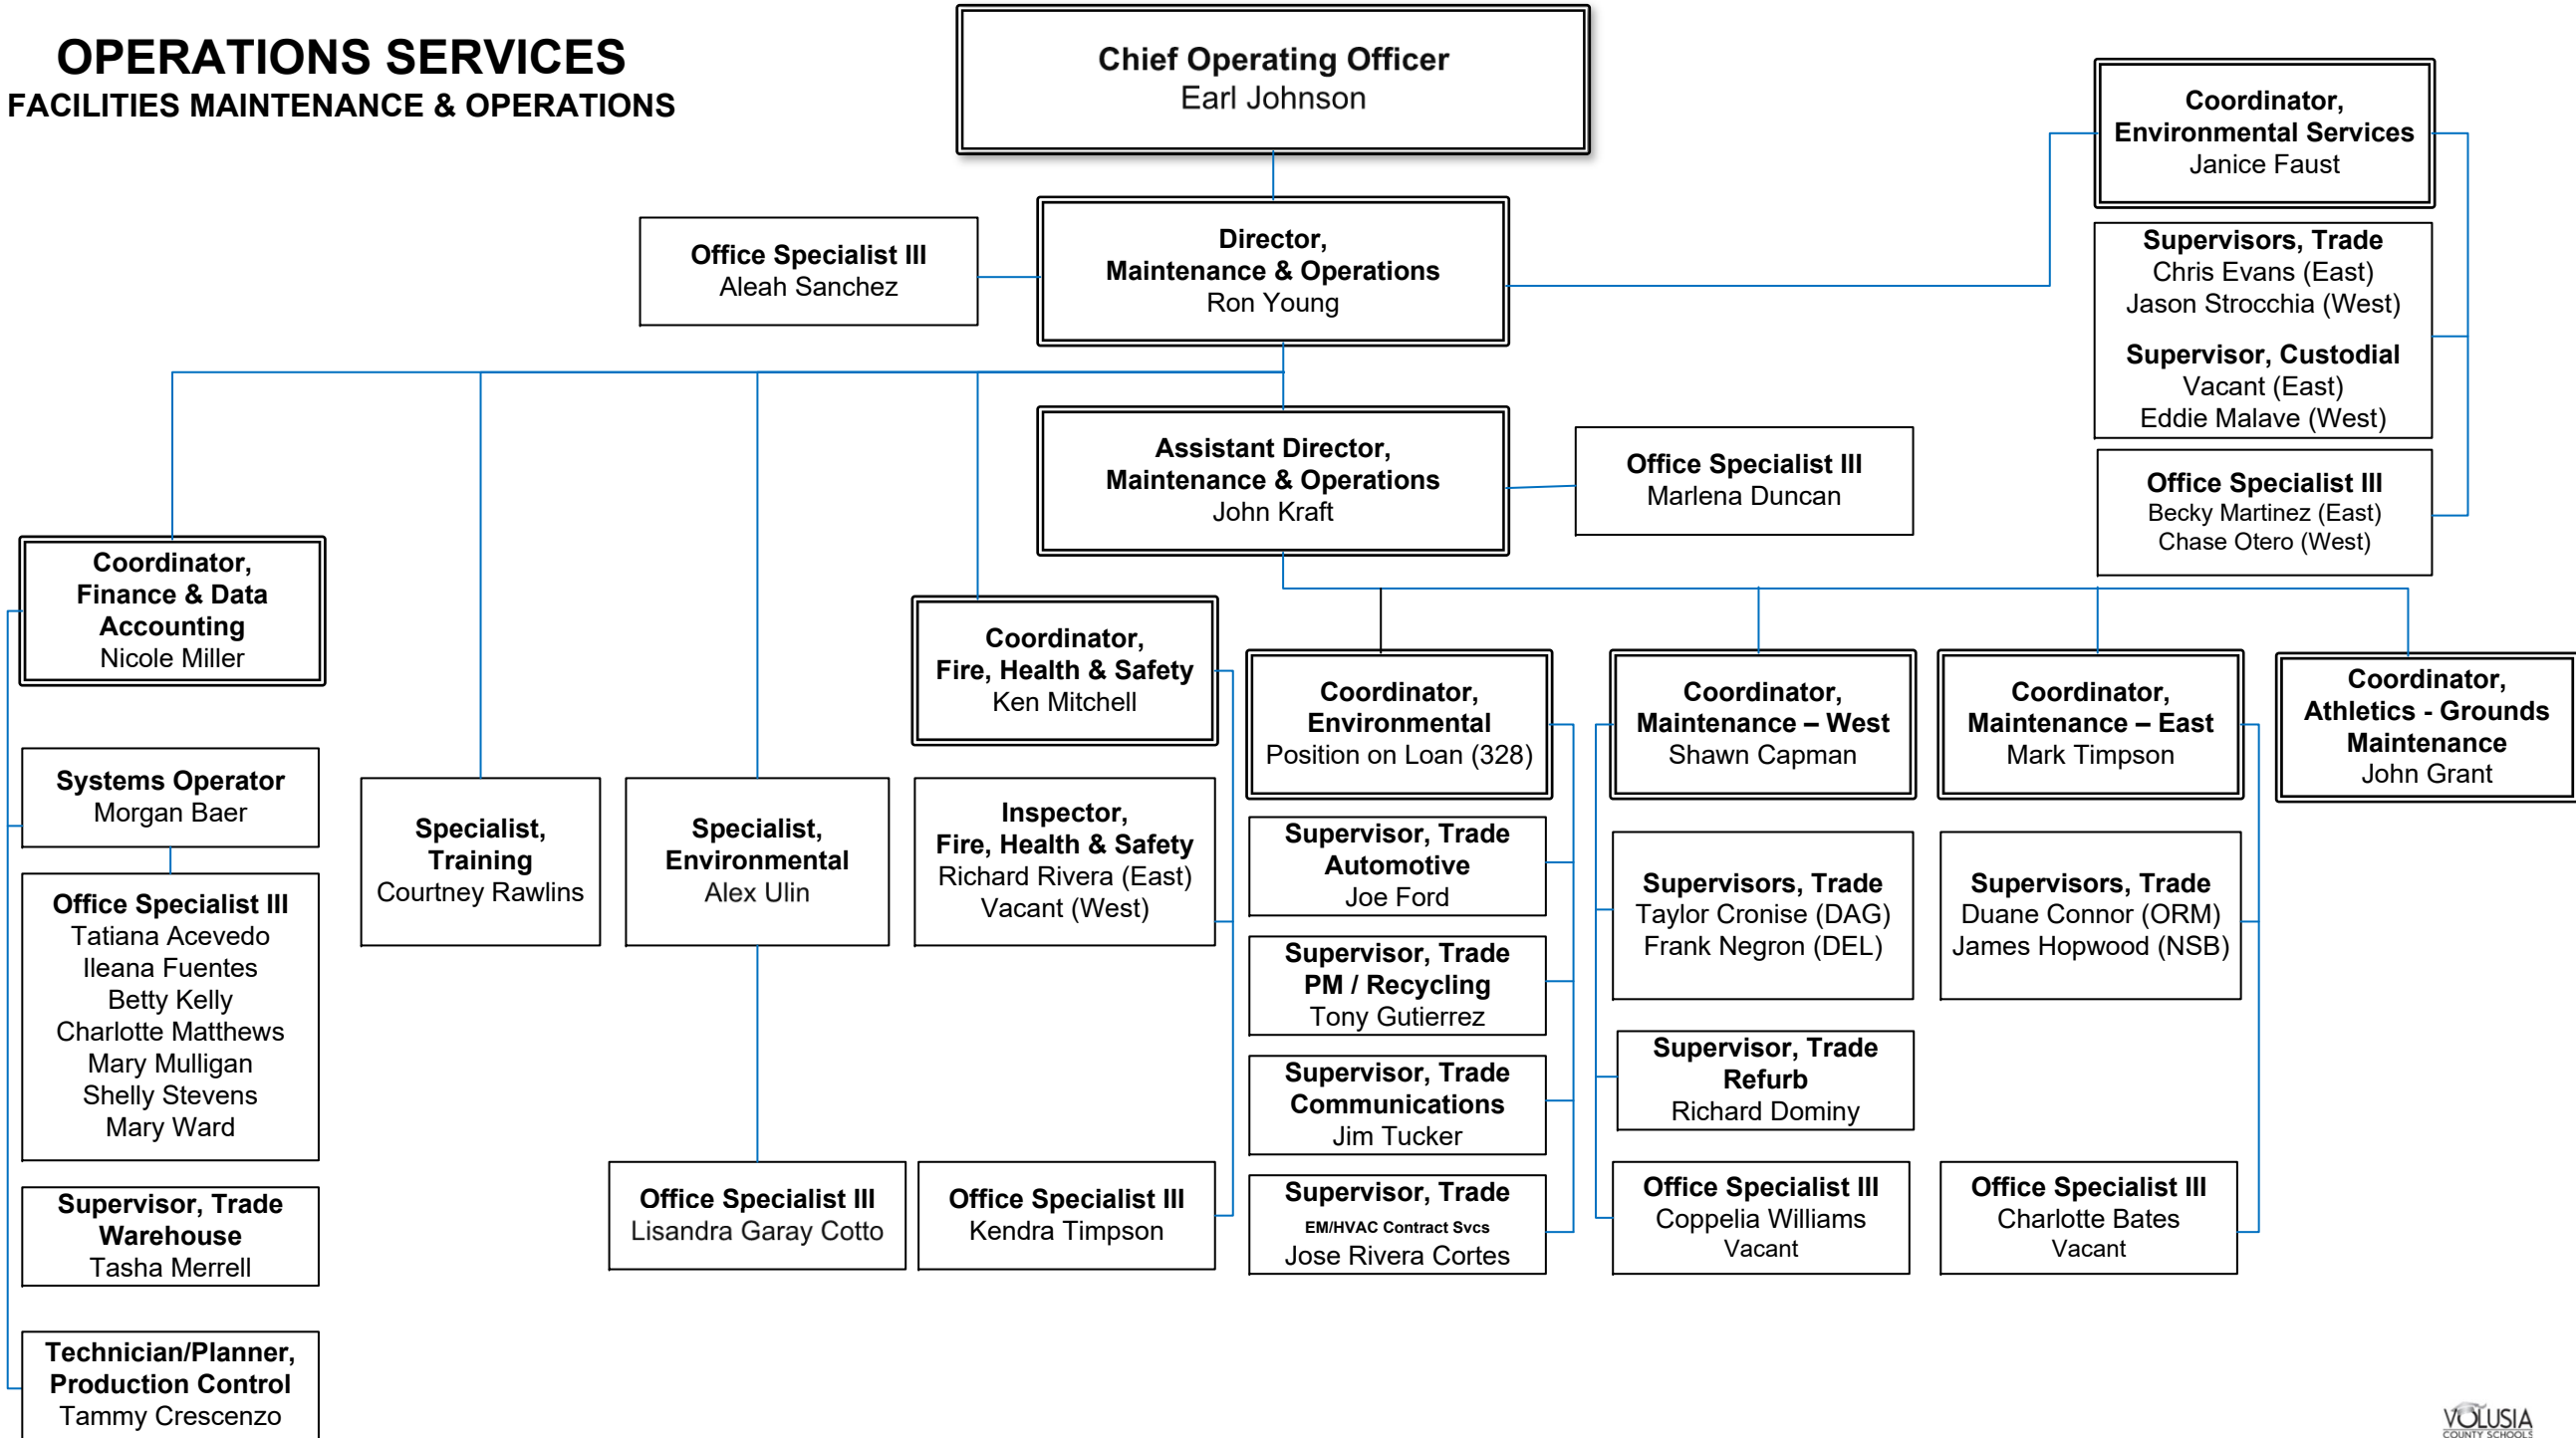 OPERATIONS SERVICES
FACILITIES MAINTENANCE & OPERATIONS
Chief Operating Officer
Earl Johnson
Coordinator,
Environmental Services
Janice Faust
Office Specialist III
Aleah Sanchez
Director,
Maintenance & Operations
Ron Young
Supervisors, Trade
Chris Evans (East)
Jason Strocchia (West)
Supervisor, Custodial
Vacant (East)
Eddie Malave (West)
Assistant Director,
Maintenance & Operations
John Kraft
Office Specialist III
Marlena Duncan
Office Specialist III
Becky Martinez (East)
Chase Otero (West)
Coordinator,
Finance & Data
Accounting
Nicole Miller
Systems Operator
Morgan Baer
Office Specialist III
Tatiana Acevedo
Ileana Fuentes
Betty Kelly
Charlotte Matthews
Mary Mulligan
Shelly Stevens
Mary Ward
Supervisor, Trade
Warehouse
Tasha Merrell
Technician/Planner,
Production Control
Tammy Crescenzo
Specialist,
Training
Courtney Rawlins
Specialist,
Environmental
Alex Ulin
Office Specialist III
Lisandra Garay Cotto
Coordinator,
Fire, Health & Safety
Ken Mitchell
Inspector,
Fire, Health & Safety
Richard Rivera (East)
Vacant (West)
Office Specialist III
Kendra Timpson
Coordinator,
Environmental
Position on Loan (328)
Supervisor, Trade
Automotive
Joe Ford
Supervisor, Trade
PM / Recycling
Tony Gutierrez
Supervisor, Trade
Communications
Jim Tucker
Supervisor, Trade
EM/HVAC Contract Svcs
Jose Rivera Cortes
Coordinator,
Maintenance – West
Shawn Capman
Supervisors, Trade
Taylor Cronise (DAG)
Frank Negron (DEL)
Supervisor, Trade
Refurb
Richard Dominy
Office Specialist III
Coppelia Williams
Vacant
Coordinator,
Maintenance – East
Mark Timpson
Supervisors, Trade
Duane Connor (ORM)
James Hopwood (NSB)
Office Specialist III
Charlotte Bates
Vacant
Coordinator,
Athletics - Grounds
Maintenance
John Grant
VOLUSIA
COUNTY SCHOOLS